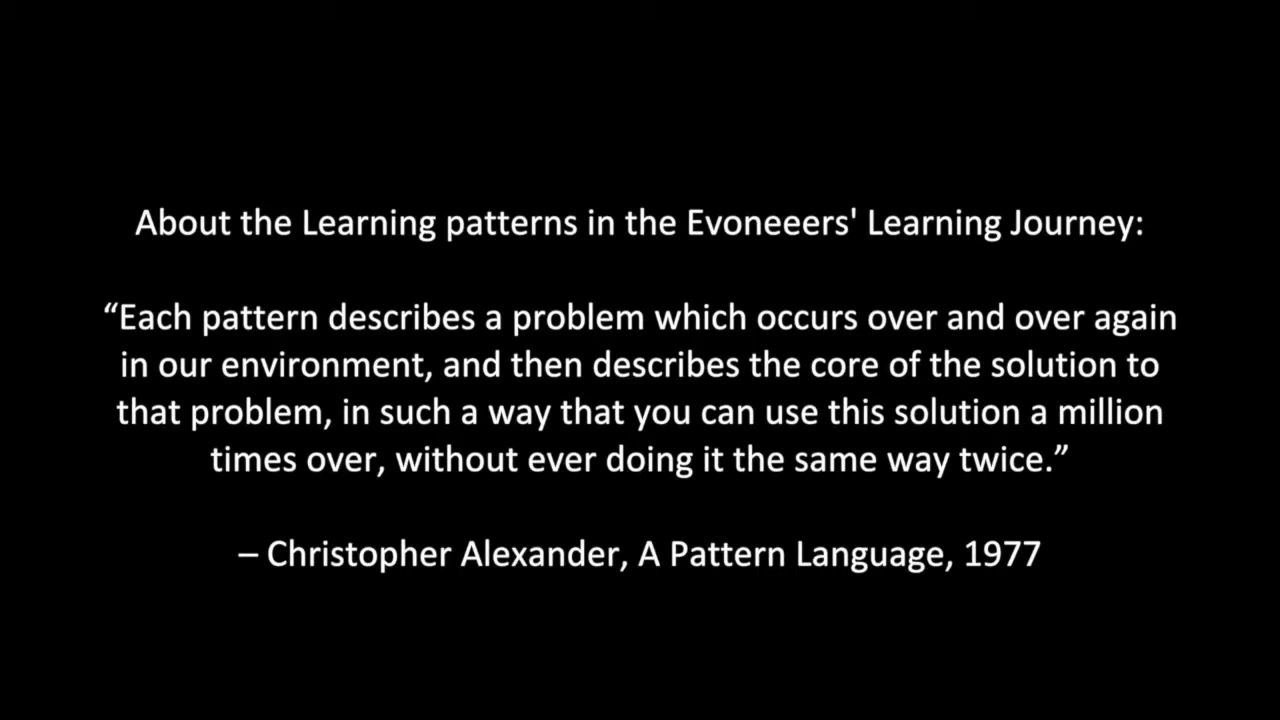 About the Learning patterns in the Evoneeers' Learning Journey:
“Each pattern describes a problem which occurs over and over again
in our environment, and then describes the core of the solution to
that problem, in such a way that you can use this solution a million
times over, without ever doing it the same way twice.”
– Christopher Alexander, A Pattern Language, 1977